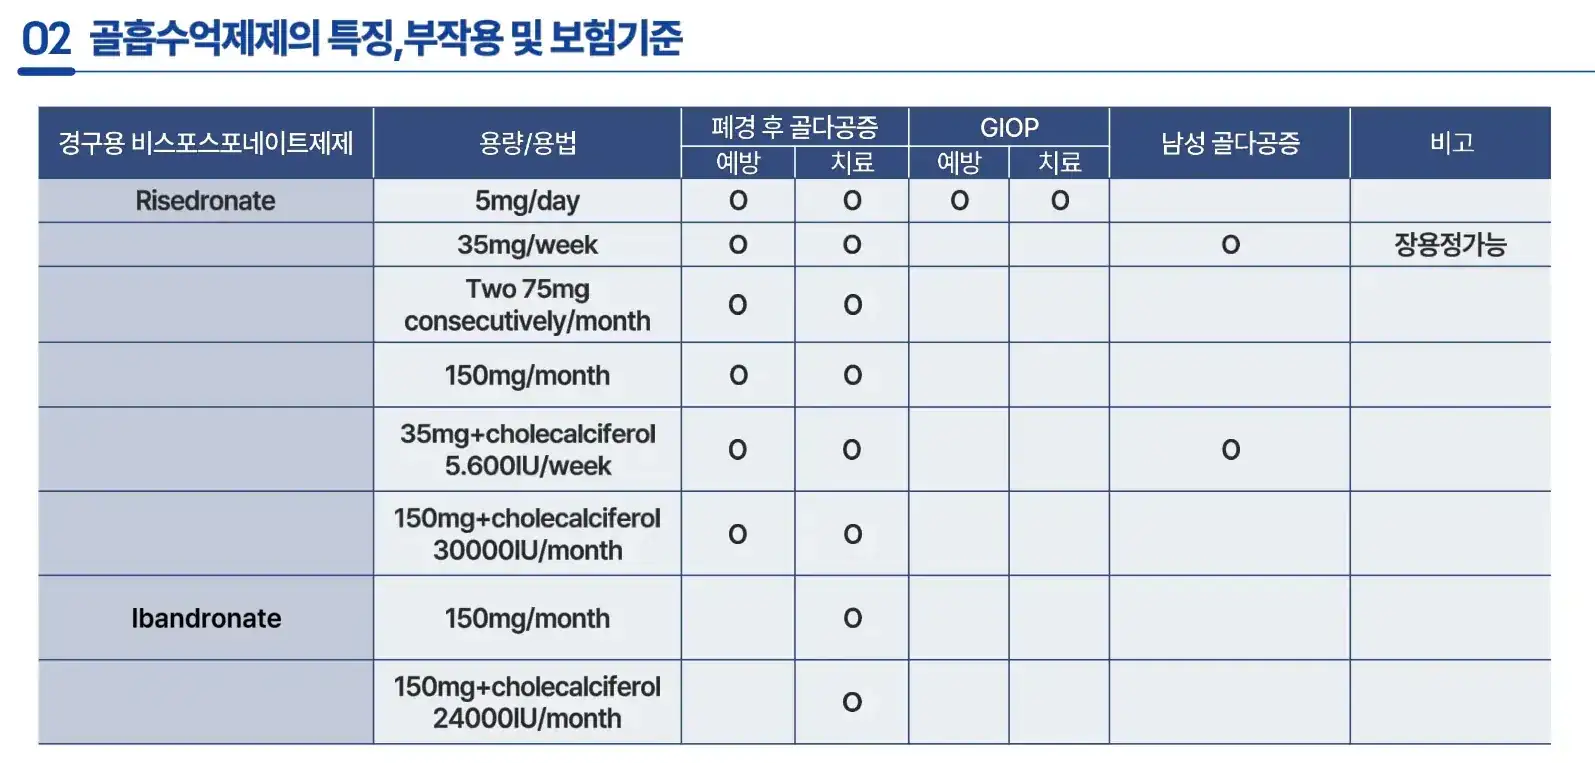 02 골흡수억제제의 특징,부작용 및 보험기준
경구용 비스포스포네이트제제 용량/용법 폐경 후 골다공증 GIOP 남성 골다공증 비고
예방 치료 예방 치료
Risedronate 5mg/day O O O O
35mg/week O O O 장용정가능
Two 75mg
consecutively/month O O
150mg/month O O
35mg+cholecalciferol
5.600IU/week O O O
150mg+cholecalciferol
30000IU/month O O
Ibandronate 150mg/month O
150mg+cholecalciferol
24000IU/month O